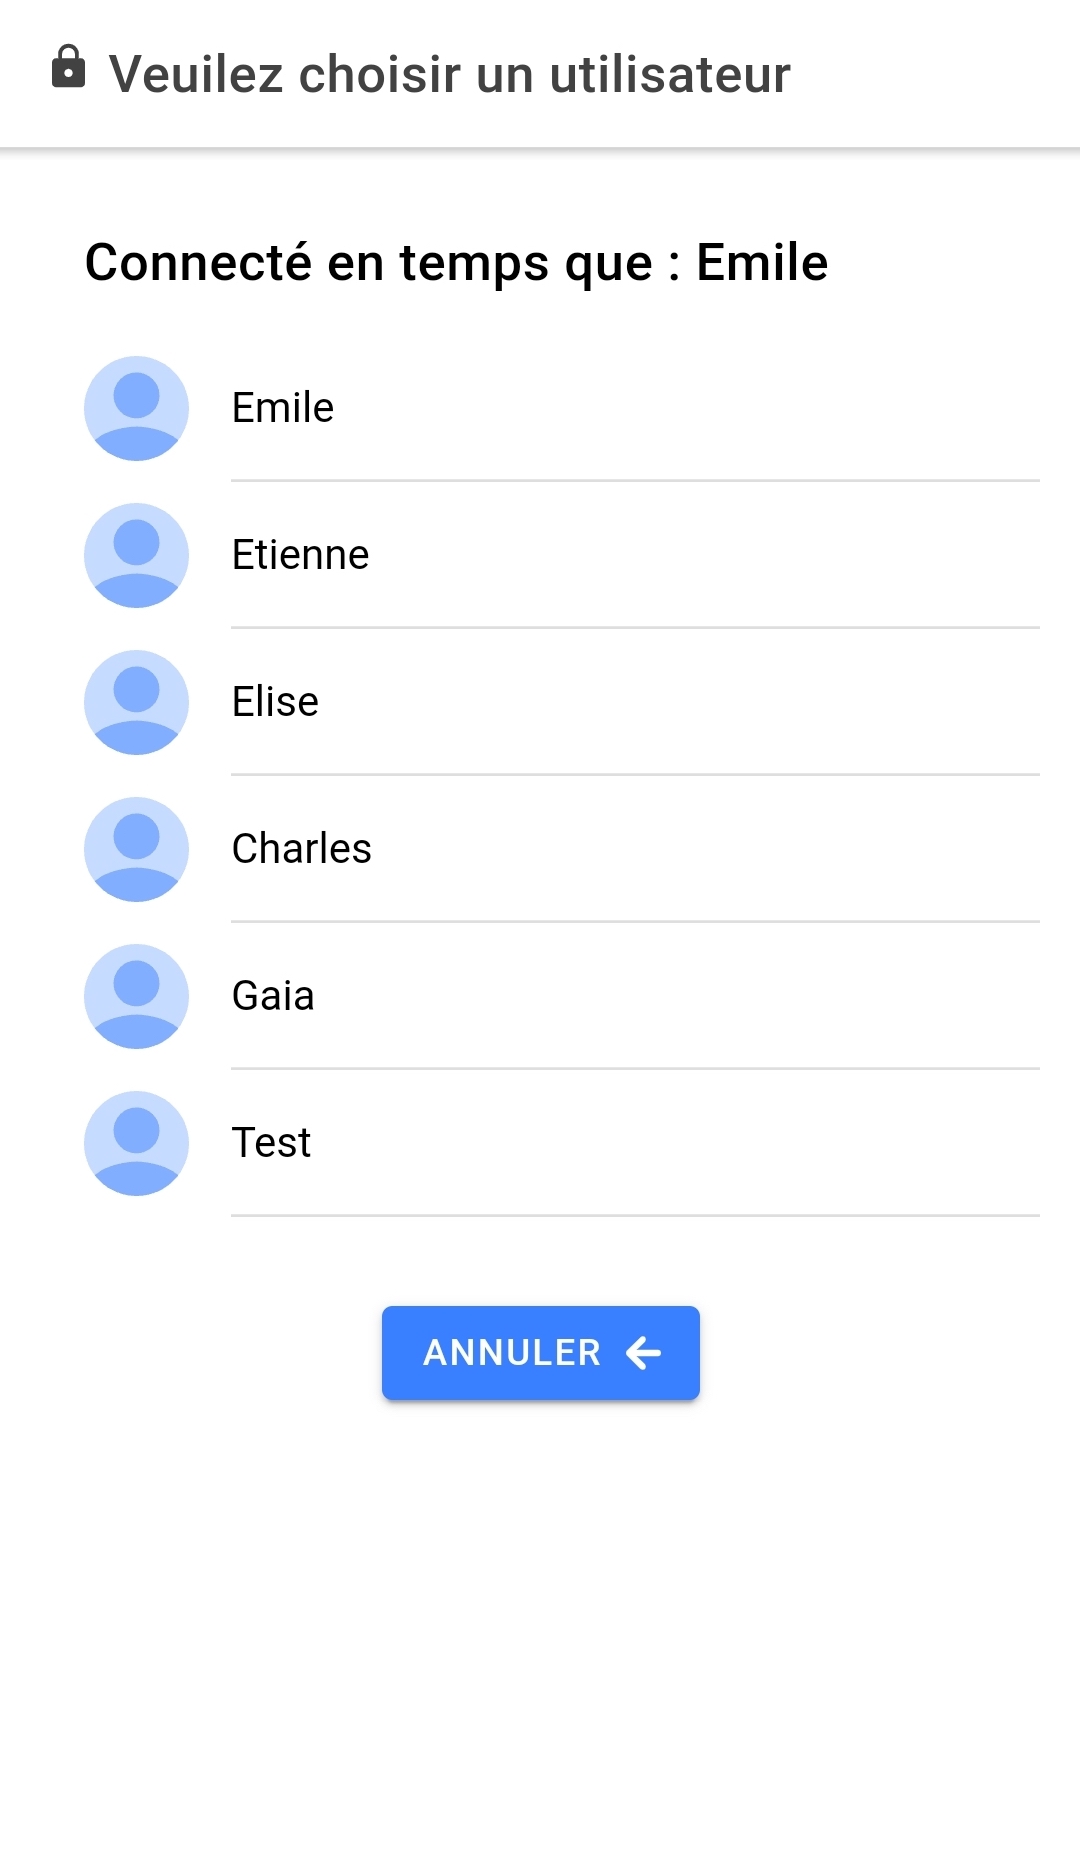 Veuilez choisir un utilisateur
Connecté en temps que : Emile
Emile
Etienne
Elise
Charles
Gaia
Test
ANNULER